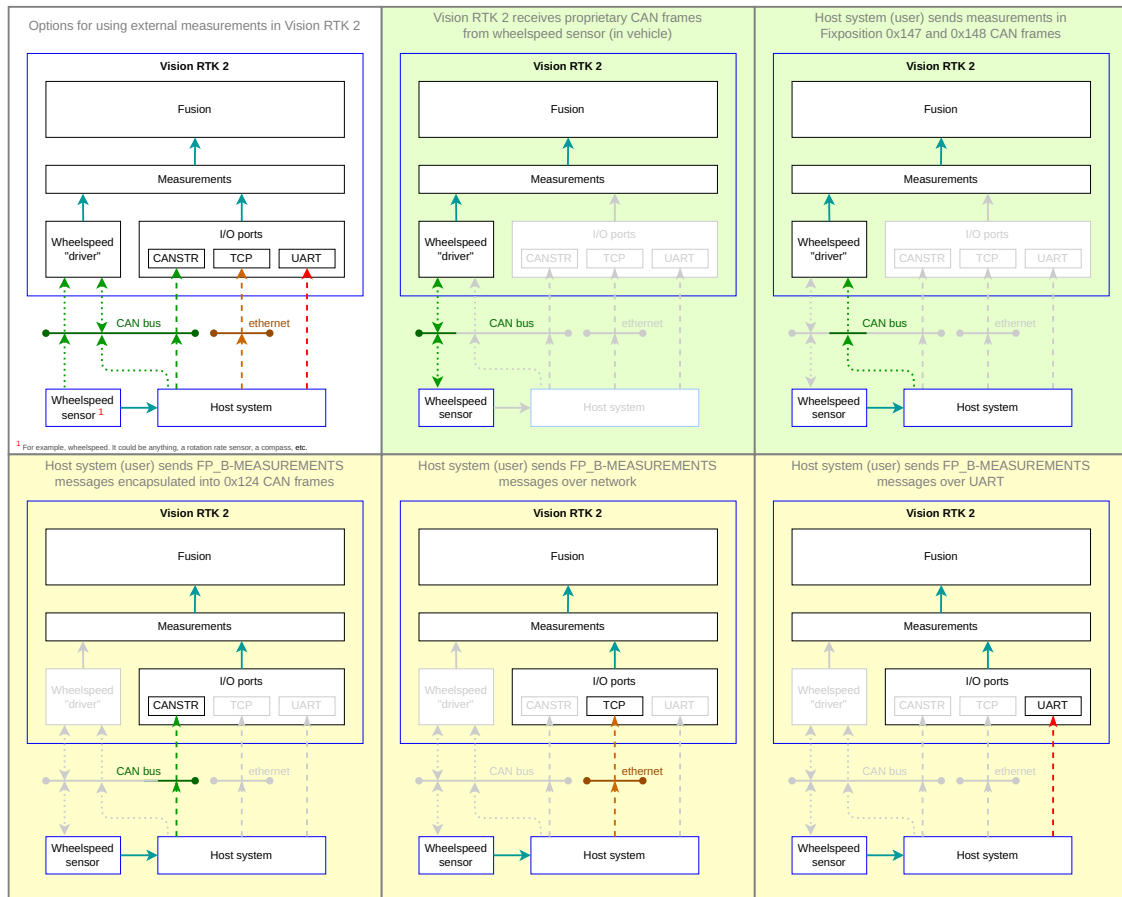 Options for using external measurements in Vision RTK 2
Vision RTK 2
Fusion
Measurements
Wheelspeed
"driver"
I/O ports
CANSTR
TCP
UART
CAN bus
ethernet
Wheelspeed
sensor 1
Host system
1 For example, wheelspeed. It could be anything, a rotation rate sensor, a compass, etc.
Vision RTK 2 receives proprietary CAN frames
from wheelspeed sensor (in vehicle)
Vision RTK 2
Fusion
Measurements
Wheelspeed
"driver"
I/O ports
CANSTR
TCP
UART
CAN bus
ethernet
Wheelspeed
sensor
Host system
Host system (user) sends measurements in
Fixposition 0x147 and 0x148 CAN frames
Vision RTK 2
Fusion
Measurements
Wheelspeed
"driver"
I/O ports
CANSTR
TCP
UART
CAN bus
ethernet
Wheelspeed
sensor
Host system
Host system (user) sends FP_B-MEASUREMENTS
messages encapsulated into 0x124 CAN frames
Vision RTK 2
Fusion
Measurements
Wheelspeed
"driver"
I/O ports
CANSTR
TCP
UART
CAN bus
ethernet
Wheelspeed
sensor
Host system
Host system (user) sends FP_B-MEASUREMENTS
messages over network
Vision RTK 2
Fusion
Measurements
Wheelspeed
"driver"
I/O ports
CANSTR
TCP
UART
CAN bus
ethernet
Wheelspeed
sensor
Host system
Host system (user) sends FP_B-MEASUREMENTS
messages over UART
Vision RTK 2
Fusion
Measurements
Wheelspeed
"driver"
I/O ports
CANSTR
TCP
UART
CAN bus
ethernet
Wheelspeed
sensor
Host system